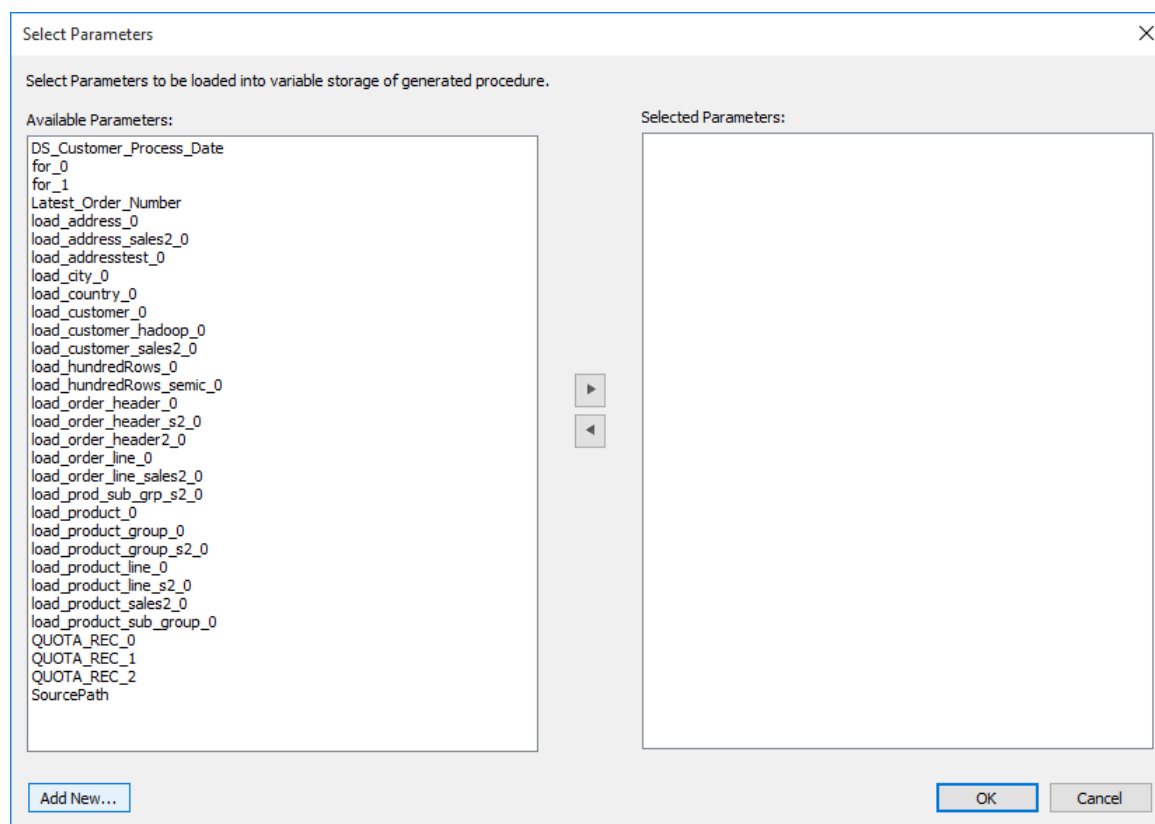 Select Parameters
Select Parameters to be loaded into variable storage of generated procedure.
Available Parameters:
DS_Customer_Process_Date
for_0
for_1
Latest_Order_Number
load_address_0
load_address_sales2_0
load_addresstest_0
load_city_0
load_country_0
load_customer_0
load_customer_hadoop_0
load_customer_sales2_0
load_hundredRows_0
load_hundredRows_semic_0
load_order_header_0
load_order_header_s2_0
load_order_header2_0
load_order_line_0
load_order_line_sales2_0
load_prod_sub_grp_s2_0
load_product_0
load_product_group_0
load_product_group_s2_0
load_product_line_0
load_product_line_s2_0
load_product_sales2_0
load_product_sub_group_0
QUOTA_REC_0
QUOTA_REC_1
QUOTA_REC_2
SourcePath
Selected Parameters:
Add New...
OK
Cancel